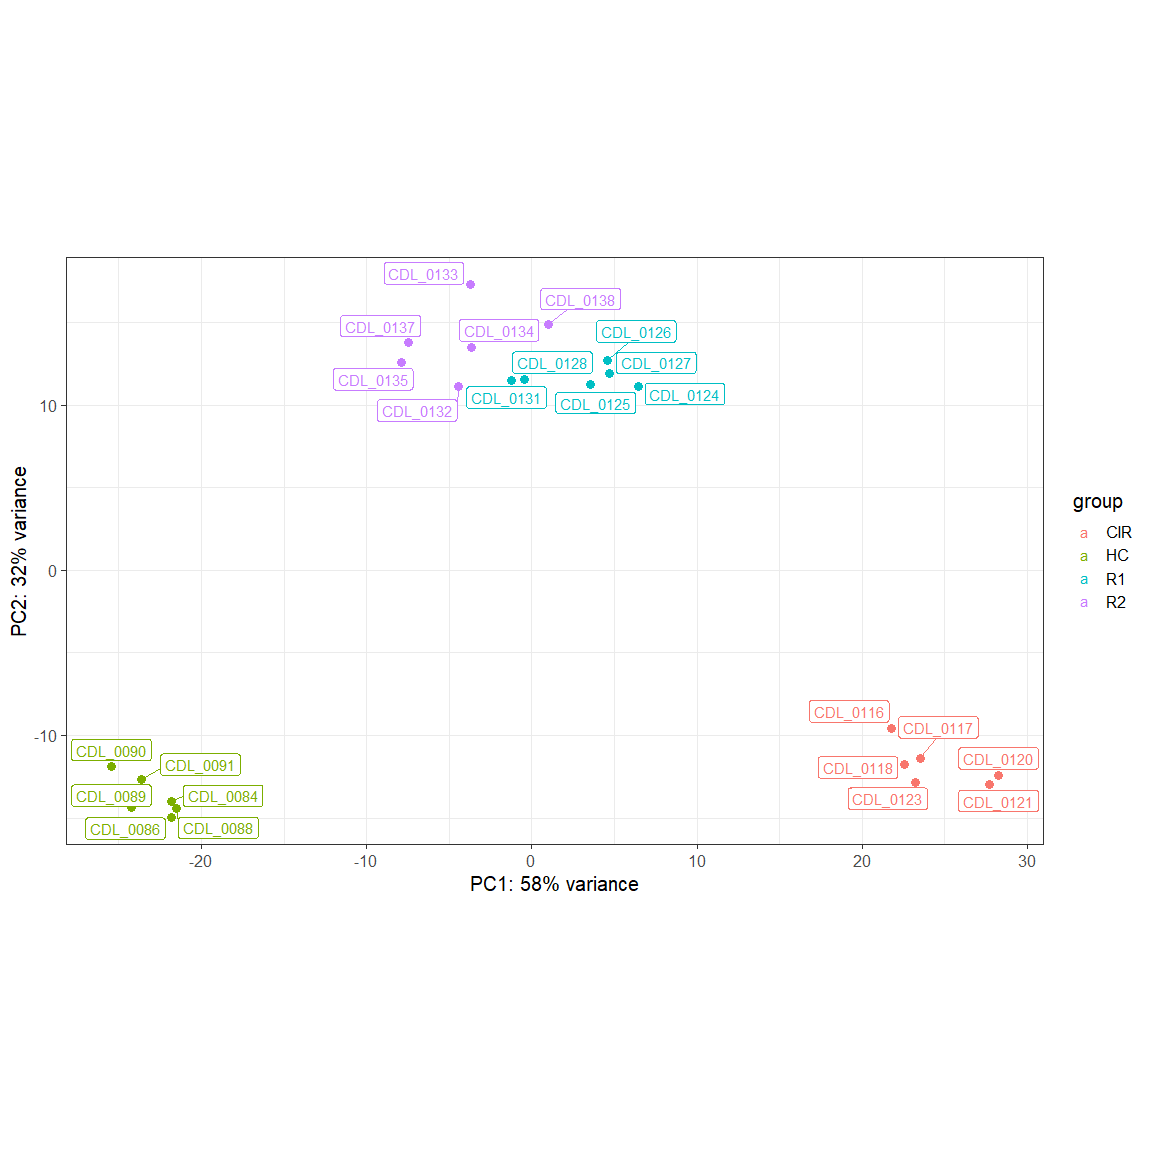 CDL_0133
CDL_0138
CDL_0137
CDL_0134
CDL_0126
CDL_0128
CDL_0127
CDL_0135
CDL_0131
CDL_0124
CDL_0132
CDL_0125
CDL_0116
CDL_0117
CDL_0118
CDL_0120
CDL_0123
CDL_0121
CDL_0090
CDL_0091
CDL_0089
CDL_0084
CDL_0086
CDL_0088
10
0
-10
PC2: 32% variance
-20
-10
0
10
20
30
PC1: 58% variance
group
a CIR
a HC
a R1
a R2